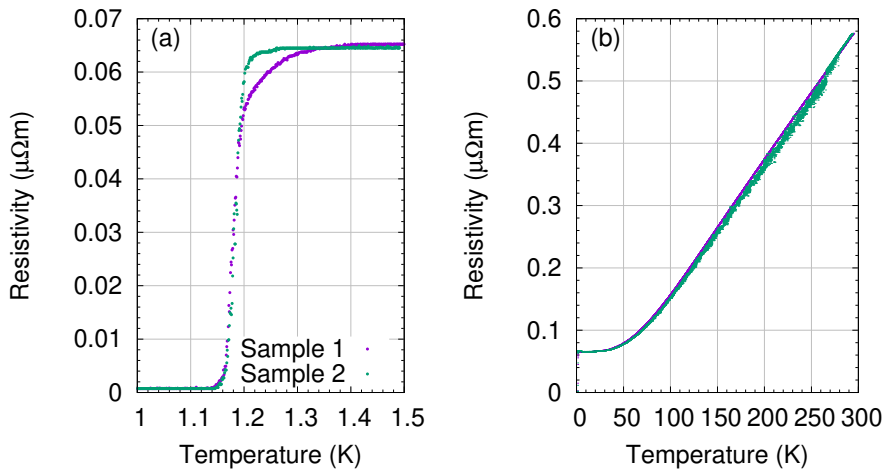 (a)
Resistivity (μΩm)
0.07
0.06
0.05
0.04
0.03
0.02
0.01
0
Sample 1
Sample 2
1 1.1 1.2 1.3 1.4 1.5
Temperature (K)
(b)
Resistivity (μΩm)
0.6
0.5
0.4
0.3
0.2
0.1
0
0 50 100 150 200 250 300
Temperature (K)